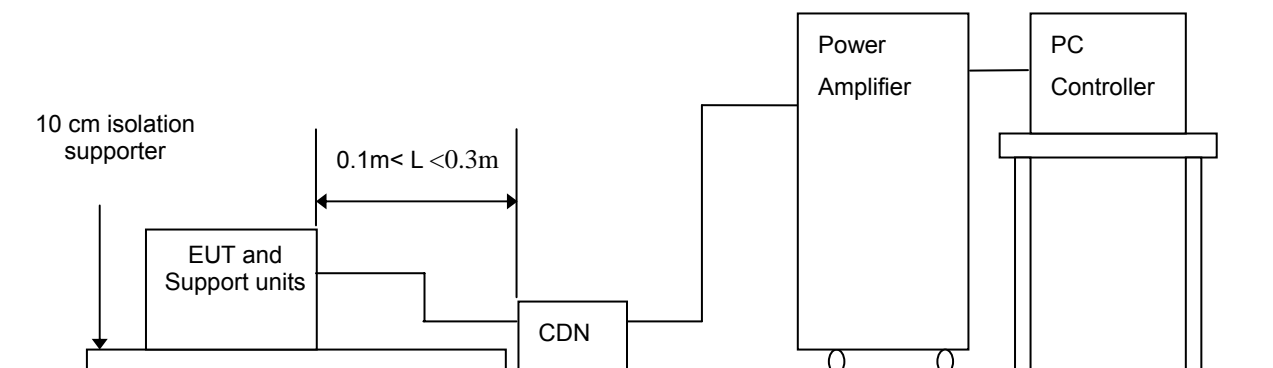 10 cm isolation
supporter
0.1m< L <0.3m
EUT and
Support units
CDN
Power
Amplifier
PC
Controller